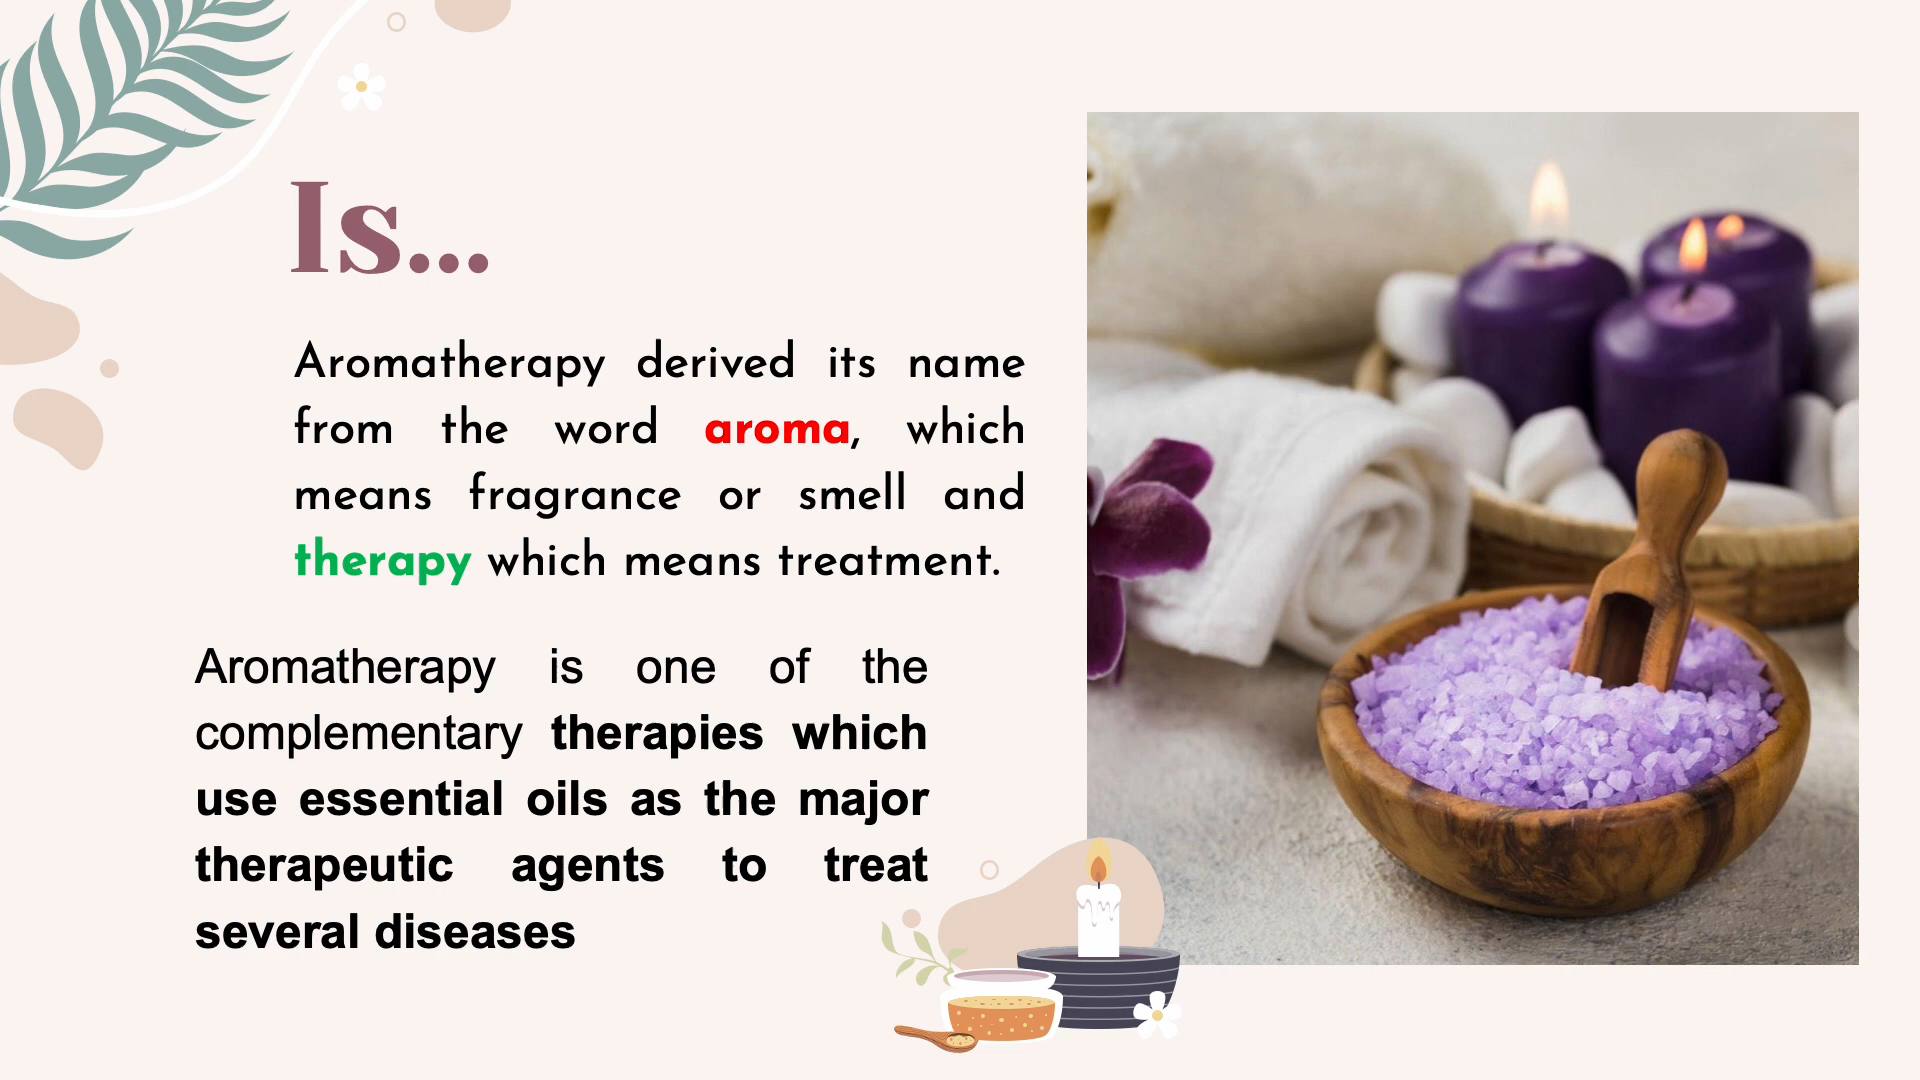 Is...
Aromatherapy derived its name
from the word aroma, which
means fragrance or smell and
therapy which means treatment.
Aromatherapy is one of the
complementary therapies which
use essential oils as the major
therapeutic agents to treat
several diseases